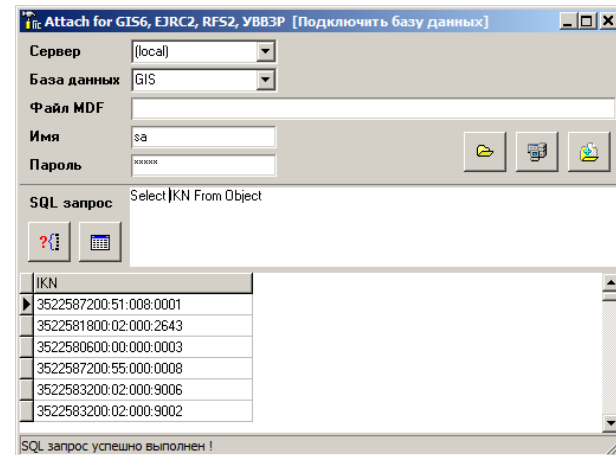 Attach for GIS6, EJRC2, RFS2, УВВЗР [Подключить базу данных]
Сервер (local)
База данных GIS
Файл MDF
Имя sa
Пароль xxxxx
SQL запрос Select IKN From Object
?{}
IKN
3522587200:51:008:0001
3522581800:02:000:2643
3522580600:00:000:0003
3522587200:55:000:0008
3522583200:02:000:9006
3522583200:02:000:9002
SQL запрос успешно выполнен !